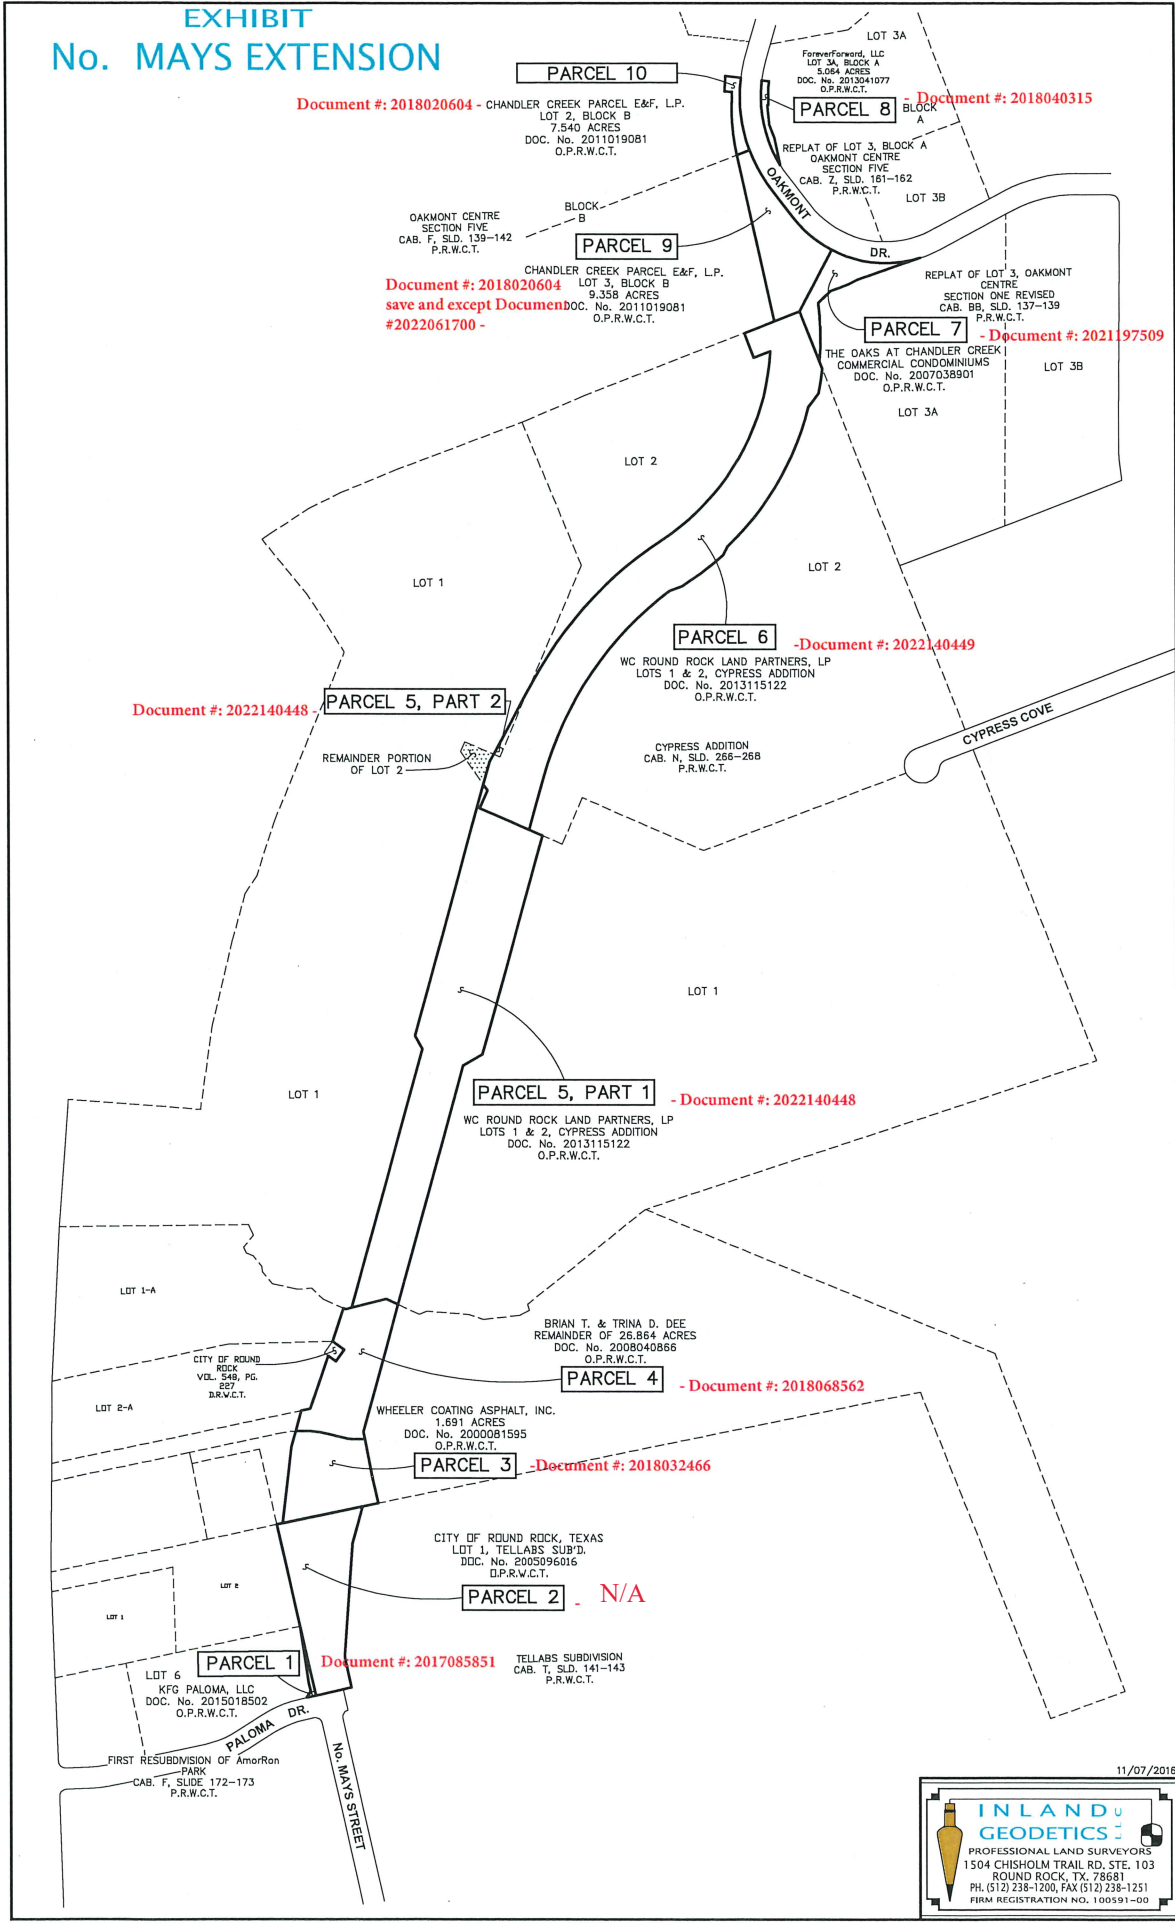 EXHIBIT
No. MAYS EXTENSION
LOT 3A
ForeverForward, LLC
LOT 3A, BLOCK A
5.064 ACRES
DOC. No. 2013041077
O.P.R.W.C.T.
PARCEL 10
Document #: 2018020604 - CHANDLER CREEK PARCEL E&F, L.P.
LOT 2, BLOCK B
7.540 ACRES
DOC. No. 2011019081
O.P.R.W.C.T.
PARCEL 8
- Document #: 2018040315
BLOCK
A
REPLAT OF LOT 3, BLOCK A
OAKMONT CENTRE
SECTION FIVE
CAB. Z, SLD. 161-162
P.R.W.C.T.
LOT 3B
OAKMONT
DR.
BLOCK
B
OAKMONT CENTRE
SECTION FIVE
CAB. F, SLD. 139-142
P.R.W.C.T.
PARCEL 9
CHANDLER CREEK PARCEL E&F, L.P.
LOT 3, BLOCK B
9.358 ACRES
DOC. No. 2011019081
O.P.R.W.C.T.
Document #: 2018020604
save and except Document
#2022061700 -
REPLAT OF LOT 3, OAKMONT
CENTRE
SECTION ONE REVISED
CAB. BB, SLD. 137-139
P.R.W.C.T.
PARCEL 7
- Document #: 2021197509
THE OAKS AT CHANDLER CREEK
COMMERCIAL CONDOMINIUMS
DOC. No. 2007038901
O.P.R.W.C.T.
LOT 3B
LOT 3A
LOT 2
LOT 1
LOT 2
PARCEL 6
-Document #: 2022140449
WC ROUND ROCK LAND PARTNERS, LP
LOTS 1 & 2, CYPRESS ADDITION
DOC. No. 2013115122
O.P.R.W.C.T.
Document #: 2022140448 -
PARCEL 5, PART 2
CYPRESS COVE
CYPRESS ADDITION
CAB. N, SLD. 266-268
P.R.W.C.T.
REMAINDER PORTION
OF LOT 2
LOT 1
LOT 1
PARCEL 5, PART 1
- Document #: 2022140448
WC ROUND ROCK LAND PARTNERS, LP
LOTS 1 & 2, CYPRESS ADDITION
DOC. No. 2013115122
O.P.R.W.C.T.
LOT 1-A
BRIAN T. & TRINA D. DEE
REMAINDER OF 26.864 ACRES
DOC. No. 2008040866
O.P.R.W.C.T.
PARCEL 4
- Document #: 2018068562
CITY OF ROUND
ROCK
VOL. 548, PG.
227
D.R.W.C.T.
LOT 2-A
WHEELER COATING ASPHALT, INC.
1.691 ACRES
DOC. No. 2000081595
O.P.R.W.C.T.
PARCEL 3
-Document #: 2018032466
CITY OF ROUND ROCK, TEXAS
LOT 1, TELLABS SUB'D.
DOC. No. 2005096016
O.P.R.W.C.T.
PARCEL 2
- N/A
LOT 2
LOT 1
PARCEL 1
Document #: 2017085851
TELLABS SUBDIVISION
CAB. T, SLD. 141-143
P.R.W.C.T.
LOT 6
KFG PALOMA, LLC
DOC. No. 2015018502
O.P.R.W.C.T.
PALOMA DR.
FIRST RESUBDIVISION OF AmorRon
PARK
CAB. F, SLIDE 172-173
P.R.W.C.T.
No. MAYS STREET
11/07/2016
INLAND
GEODETICS
LLC
PROFESSIONAL LAND SURVEYORS
1504 CHISHOLM TRAIL RD. STE. 103
ROUND ROCK, TX. 78681
PH. (512) 238-1200, FAX (512) 238-1251
FIRM REGISTRATION NO. 100591-00